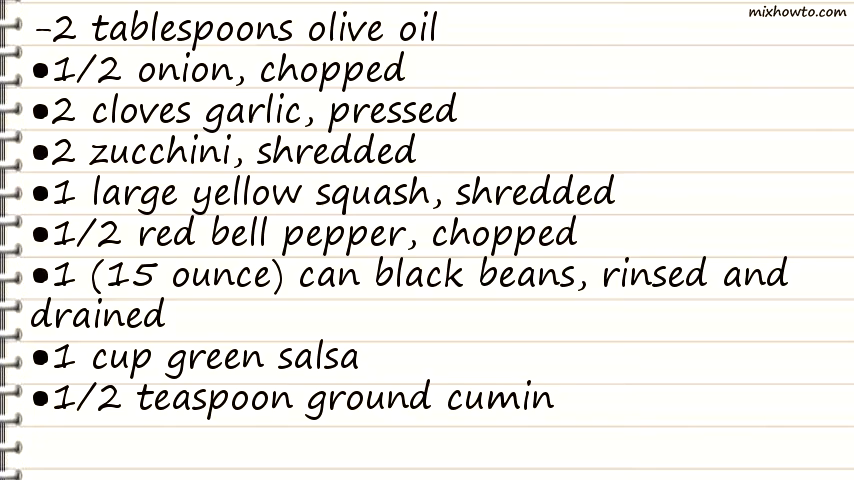 mixhowto.com
-2 tablespoons olive oil
●1/2 onion, chopped
●2 cloves garlic, pressed
●2 zucchini, shredded
●1 large yellow squash, shredded
●1/2 red bell pepper, chopped
●1 (15 ounce) can black beans, rinsed and
drained
●1 cup green salsa
●1/2 teaspoon ground cumin